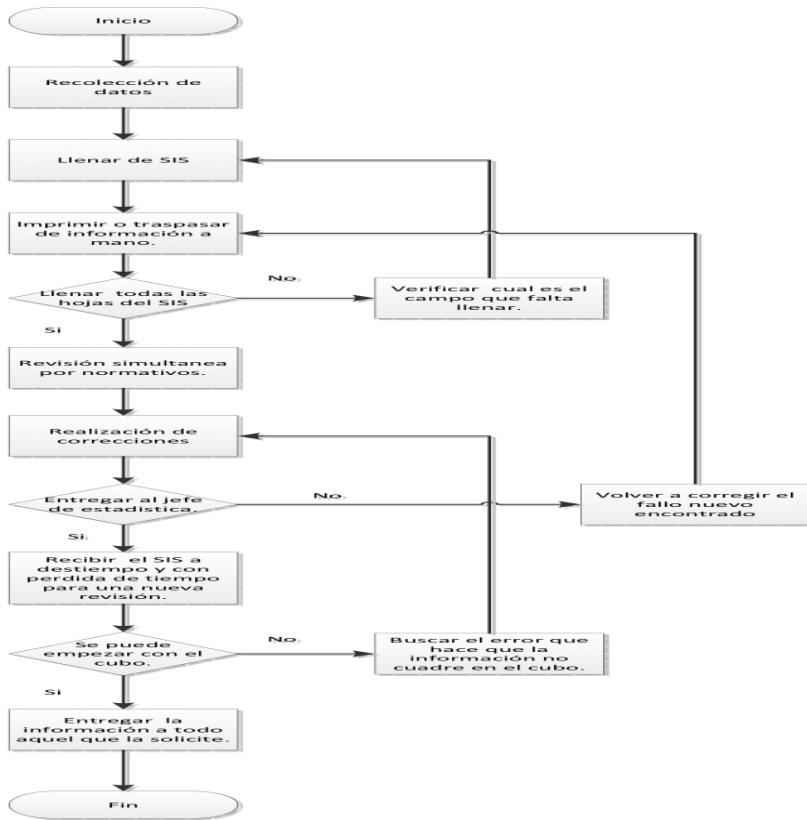 Inicio
Recolección de
datos
Llenar de SIS
Imprimir o traspasar
de información a
mano.
Llenar todas las
hojas del SIS
No.
Verificar cual es el
campo que falta
llenar.
Si
Revisión simultanea
por normativos.
Realización de
correcciones
Entregar al jefe
de estadistica.
No.
Volver a corregir el
fallo nuevo
encontrado
Si.
Recibir el SIS a
destiempo y con
perdida de tiempo
para una nueva
revisión.
Se puede
empezar con el
cubo.
No.
Buscar el error que
hace que la
información no
cuadre en el cubo.
Si
Entregar la
información a todo
aquel que la solicite.
Fin